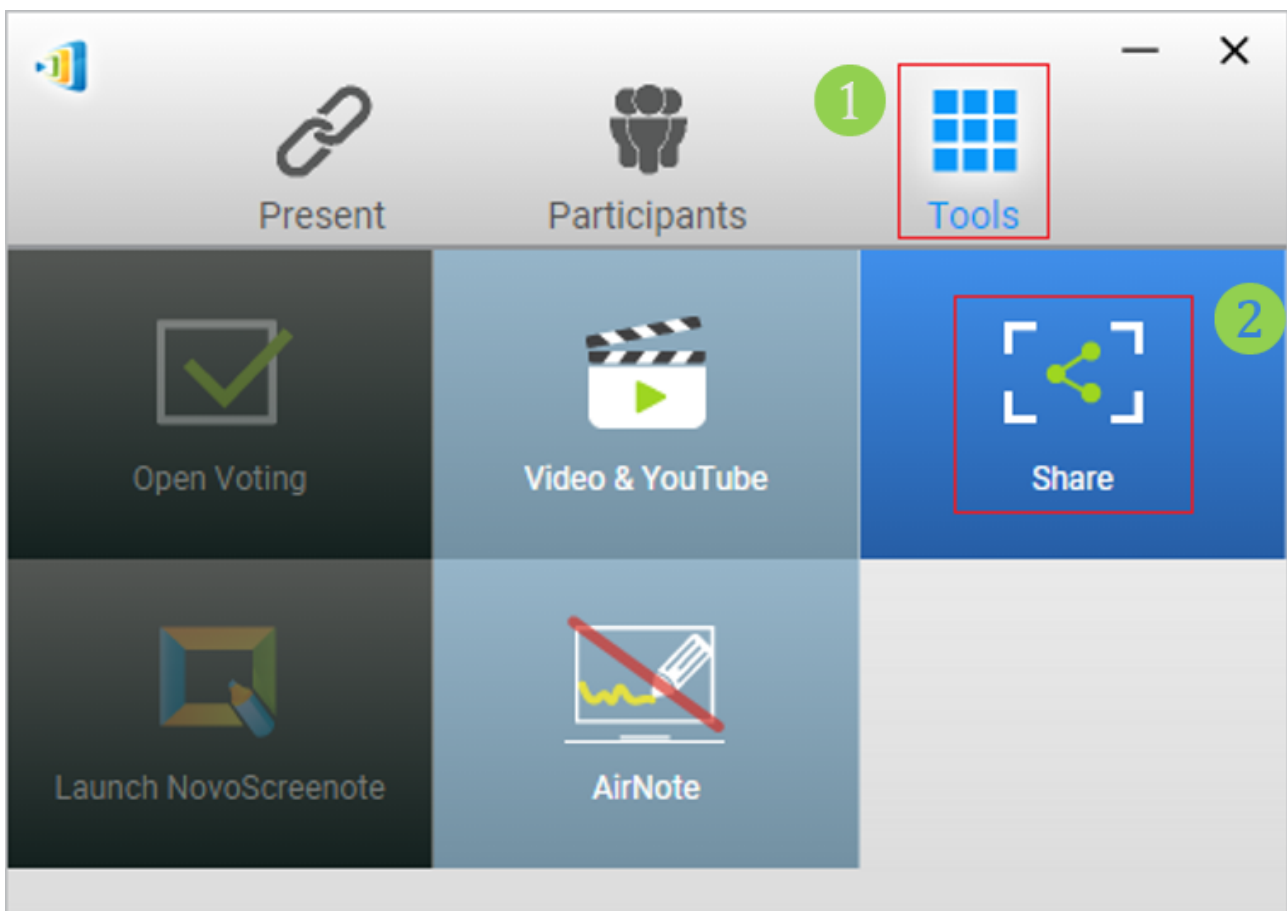 1
Present
Participants
Tools
2
Open Voting
Video & YouTube
Share
Launch NovoScreenote
AirNote